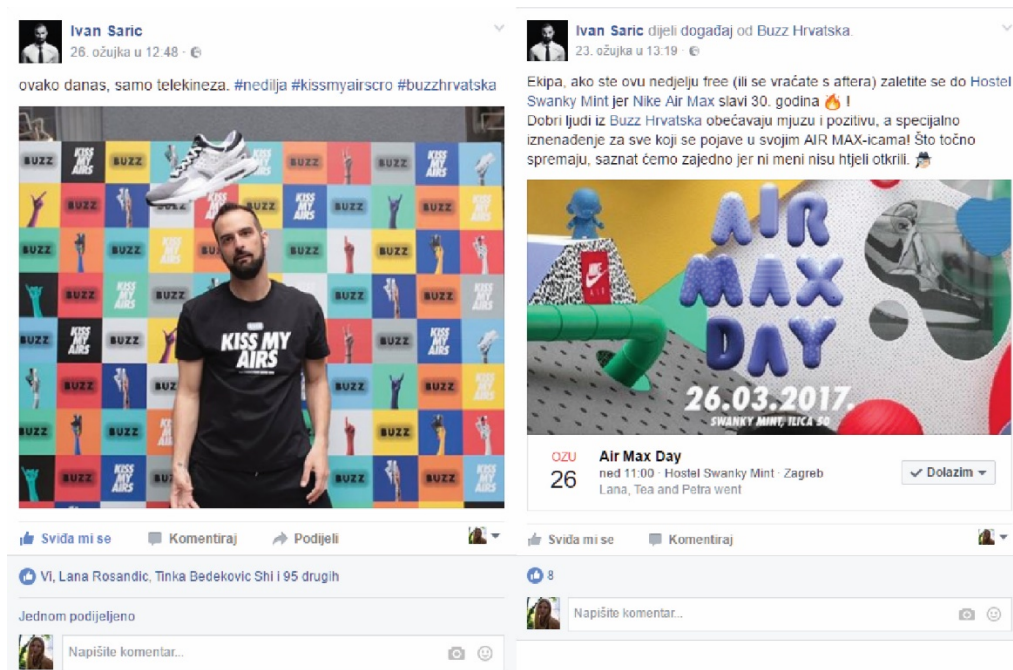 Ivan Saric
26. ožujka u 12:48 ·
ovako danas, samo telekineza. #nedilja #kissmyairscro #buzzhrvatska
BUZZ
KISS MY AIRS
KISS MY
AIRS
Sviđa mi se
Komentiraj
Podijeli
Vi, Lana Rosandic, Tinka Bedekovic Shi i 95 drugih
Jednom podijeljeno
Napišite komentar...
Ivan Saric dijeli događaj od Buzz Hrvatska.
23. ožujka u 13:19 ·
Ekipa, ako ste ovu nedjelju free (ili se vraćate s aftera) zaletite se do Hostel
Swanky Mint jer Nike Air Max slavi 30. godina 🔥 !
Dobri ljudi iz Buzz Hrvatska obećavaju mjuzu i pozitivu, a specijalno
iznenađenje za sve koji se pojave u svojim AIR MAX-icama! Što točno
spremaju, saznat ćemo zajedno jer ni meni nisu htjeli otkrili.
AIR
MAX
DAY
26.03.2017.
SWANKY MINT, ILICA 50
NIKE
AIR
OZU
26
Air Max Day
ned 11:00 · Hostel Swanky Mint · Zagreb
Lana, Tea and Petra went
Dolazim
Sviđa mi se
Komentiraj
8
Napišite komentar...